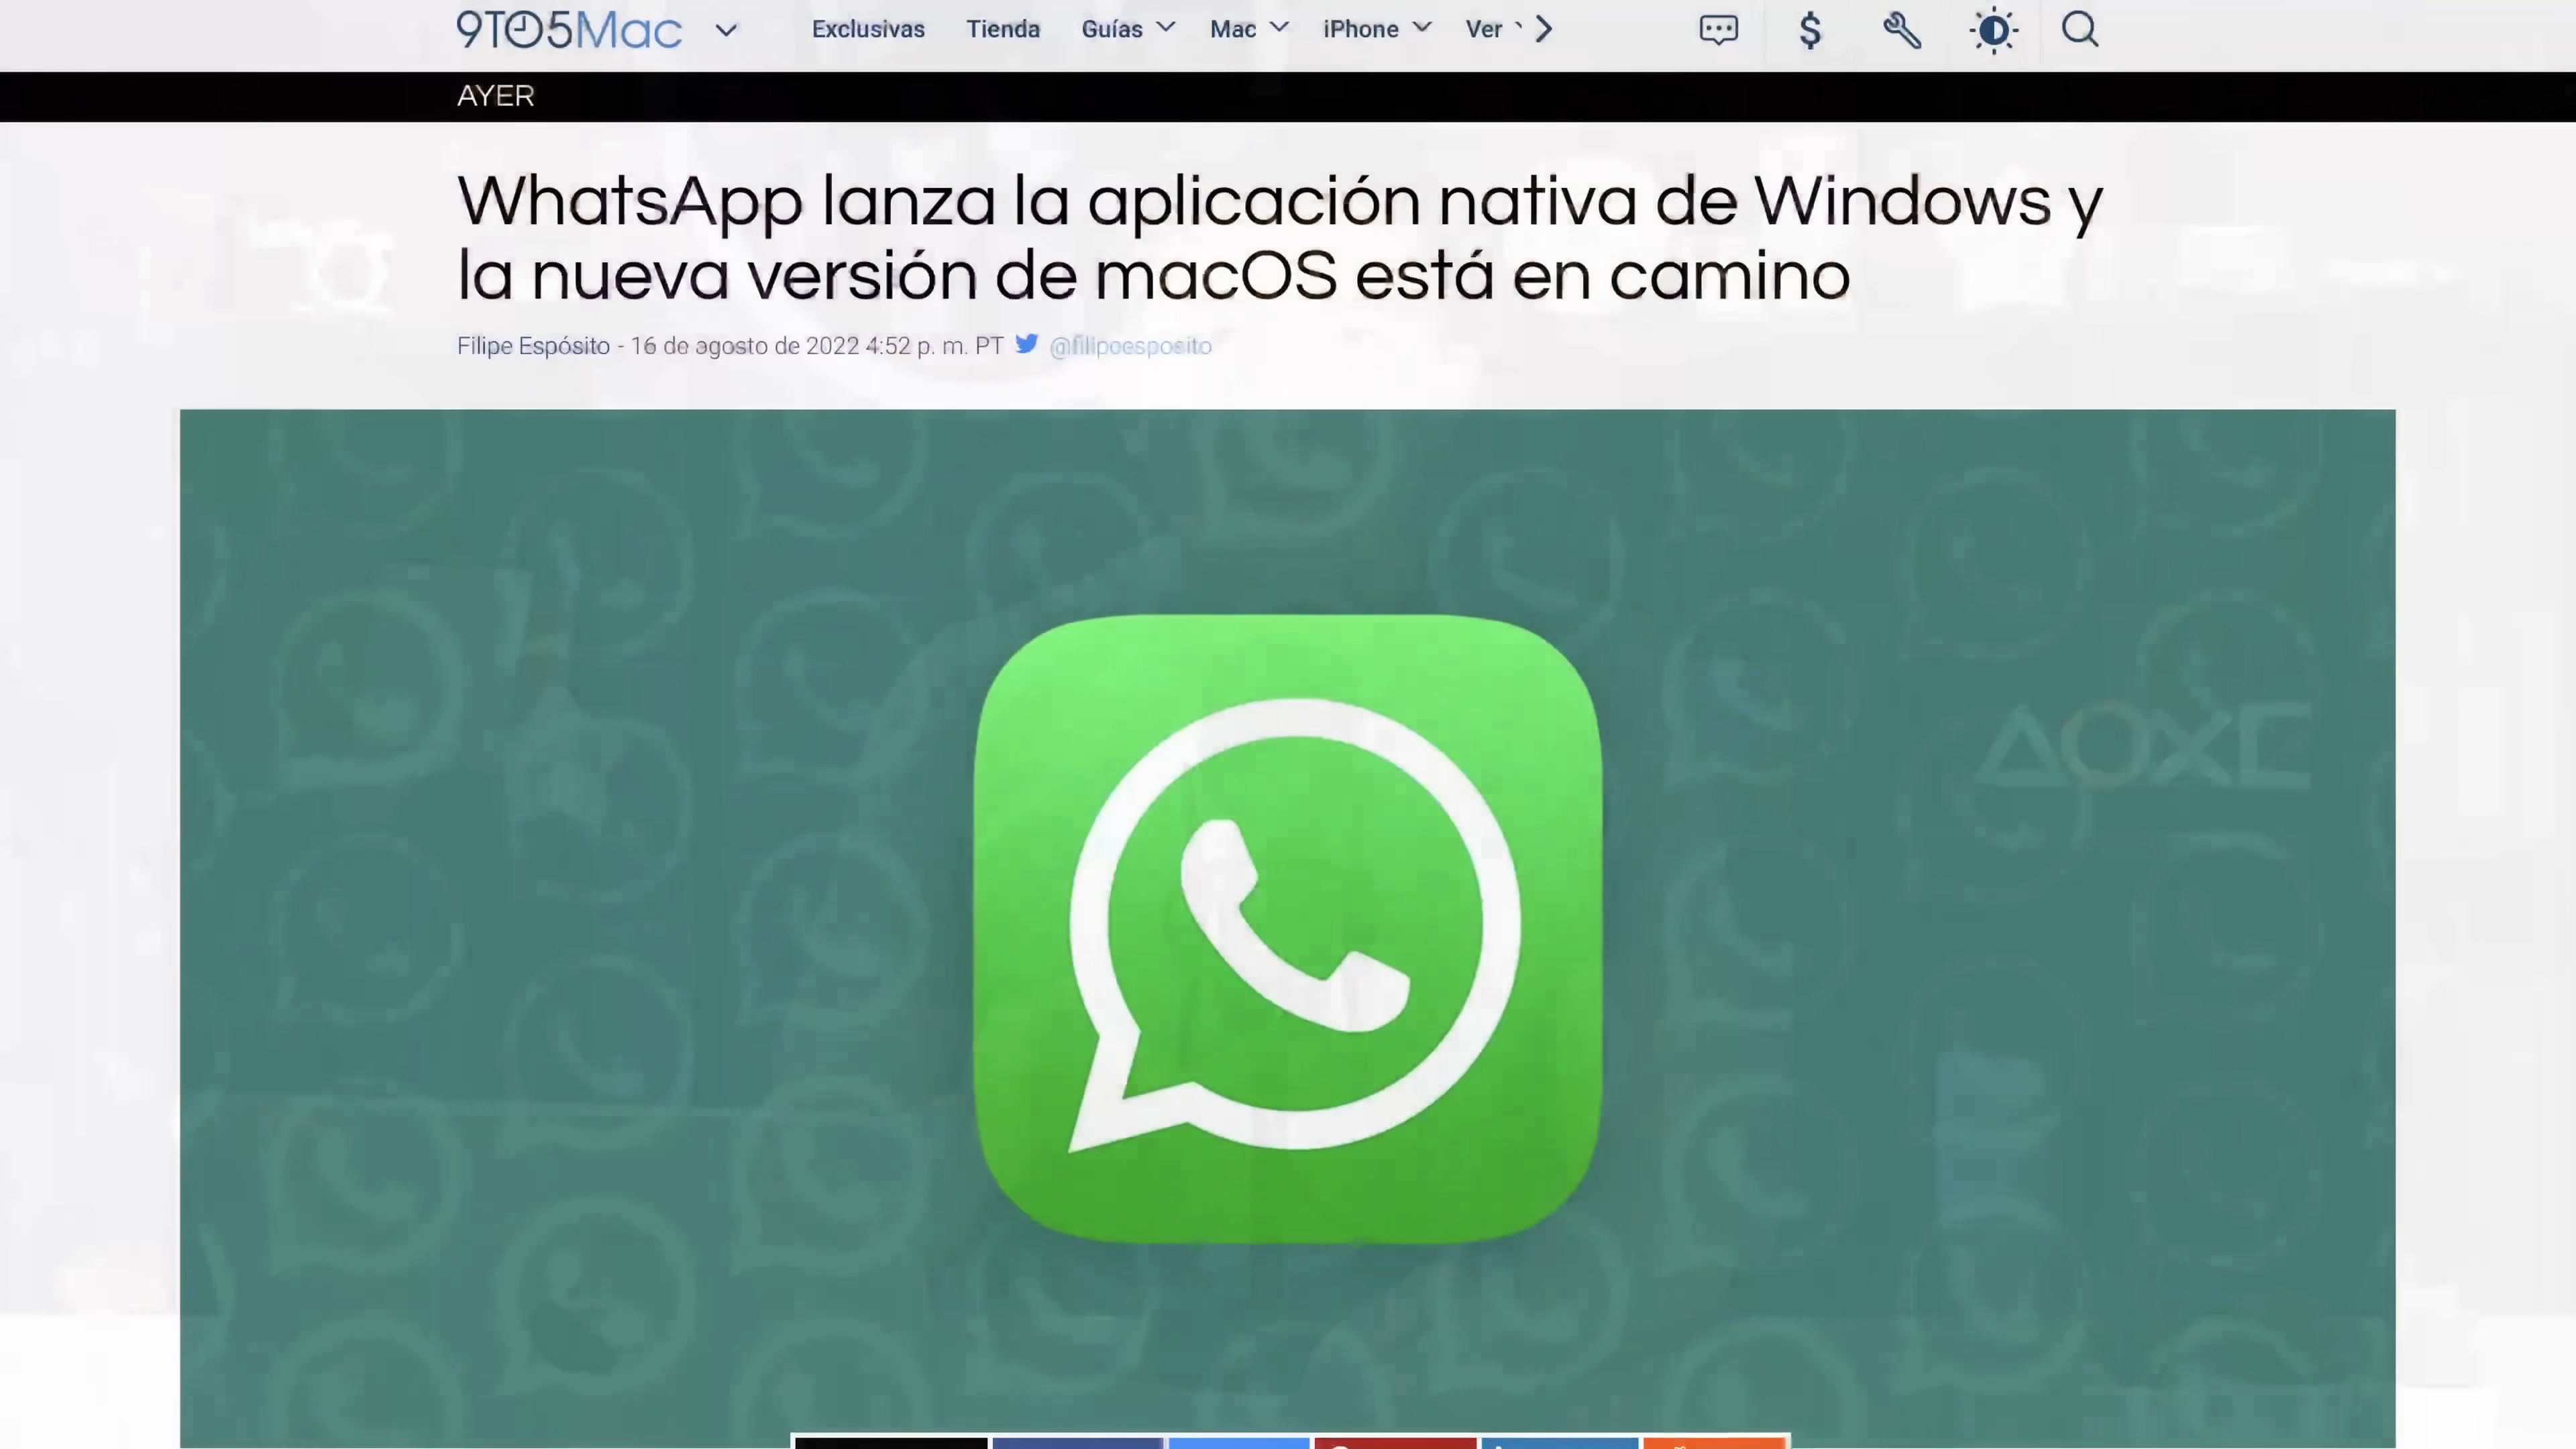 9TO5Mac Exclusivas Tienda Guías Mac iPhone Ver
AYER
WhatsApp lanza la aplicación nativa de Windows y
la nueva versión de macOS está en camino
Filipe Espósito - 16 de agosto de 2022 4:52 p. m. PT @filipeesposito